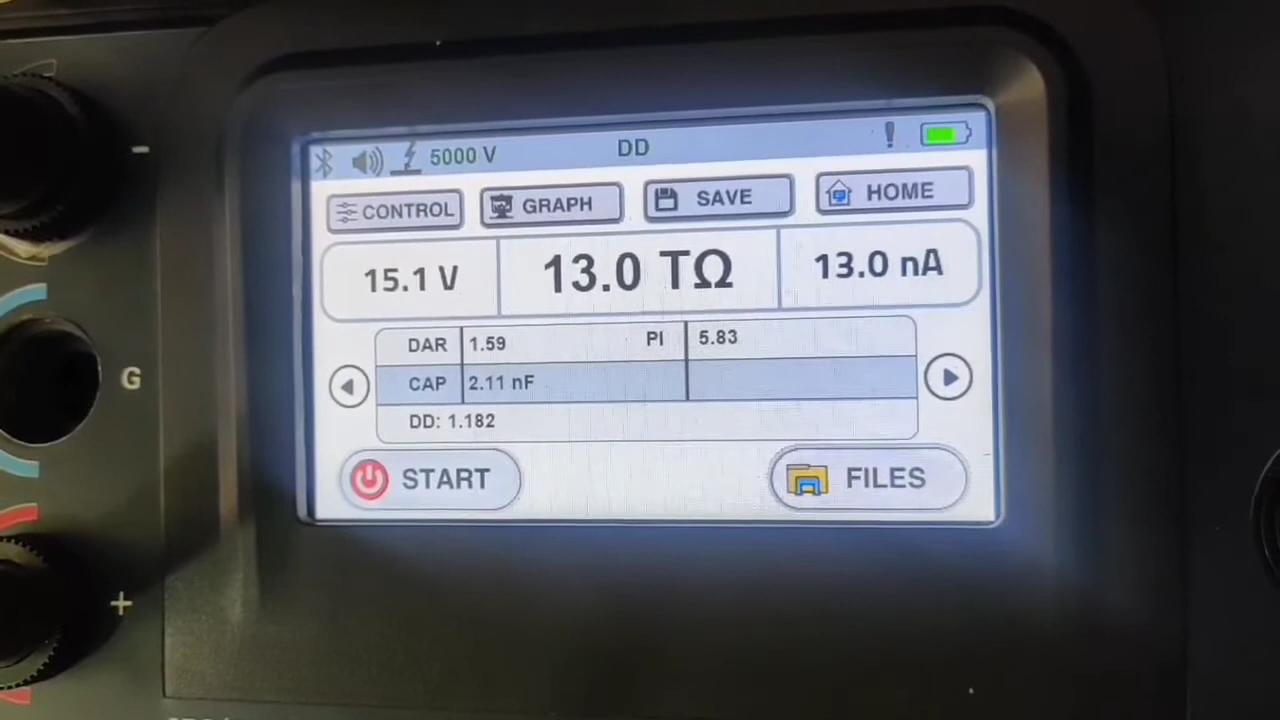 5000 V DD
CONTROL GRAPH SAVE HOME
15.1 V 13.0 TΩ 13.0 nA
DAR 1.59 PI 5.83
CAP 2.11 nF
DD: 1.182
START FILES
-
G
+